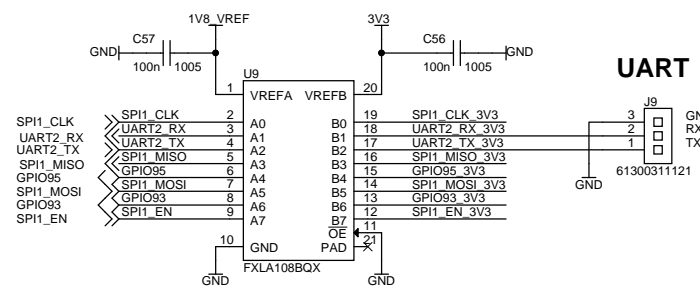 1V8_VREF
3V3
GND
C57
100n
1005
C56
100n
1005
GND
UART
U9
1
VREFA
VREFB
20
SPI1_CLK
SPI1_CLK
2
A0
B0
19
SPI1_CLK_3V3
UART2_RX
UART2_RX
3
A1
B1
18
UART2_RX_3V3
UART2_TX
UART2_TX
4
A2
B2
17
UART2_TX_3V3
SPI1_MISO
SPI1_MISO
5
A3
B3
16
SPI1_MISO_3V3
GPIO95
GPIO95
6
A4
B4
15
GPIO95_3V3
SPI1_MOSI
SPI1_MOSI
7
A5
B5
14
SPI1_MOSI_3V3
GPIO93
GPIO93
8
A6
B6
13
GPIO93_3V3
SPI1_EN
SPI1_EN
9
A7
B7
12
SPI1_EN_3V3
OE
11
10
GND
PAD
21
FXLA108BQX
GND
GND
J9
3
GN
2
RX
1
TX
61300311121
GND